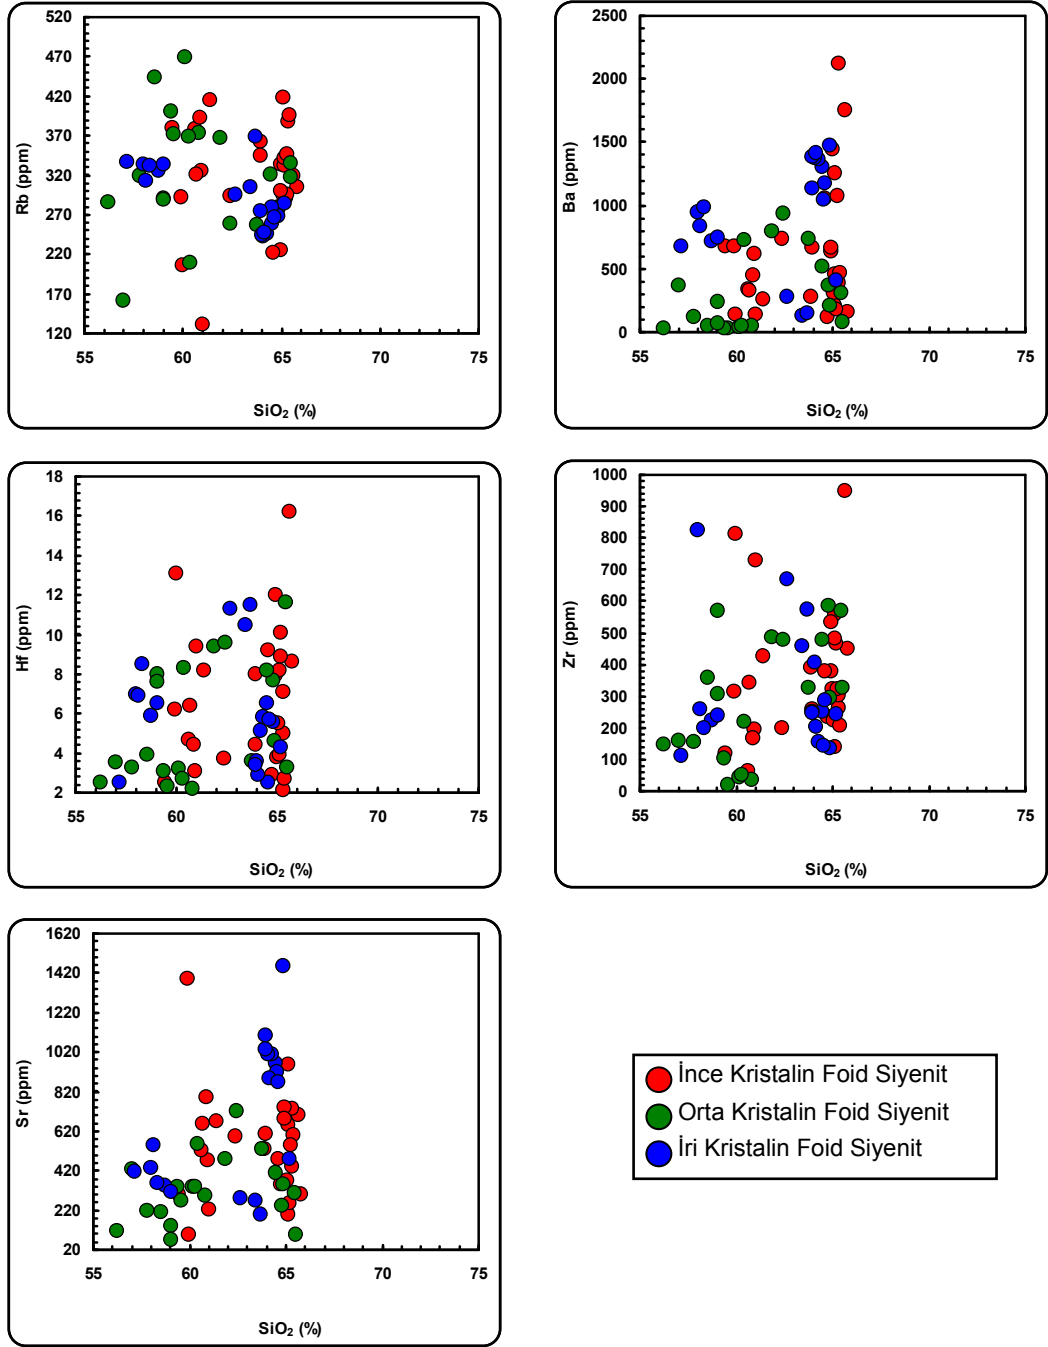 520
470
420
370
320
270
220
170
120
Rb (ppm)
55 60 65 70 75
SiO₂ (%)
2500
2000
1500
1000
500
0
Ba (ppm)
55 60 65 70 75
SiO₂ (%)
18
16
14
12
10
8
6
4
2
Hf (ppm)
55 60 65 70 75
SiO₂ (%)
1000
900
800
700
600
500
400
300
200
100
0
Zr (ppm)
55 60 65 70 75
SiO₂ (%)
1620
1420
1220
1020
820
620
420
220
20
Sr (ppm)
55 60 65 70 75
SiO₂ (%)
İnce Kristalin Foid Siyenit
Orta Kristalin Foid Siyenit
İri Kristalin Foid Siyenit